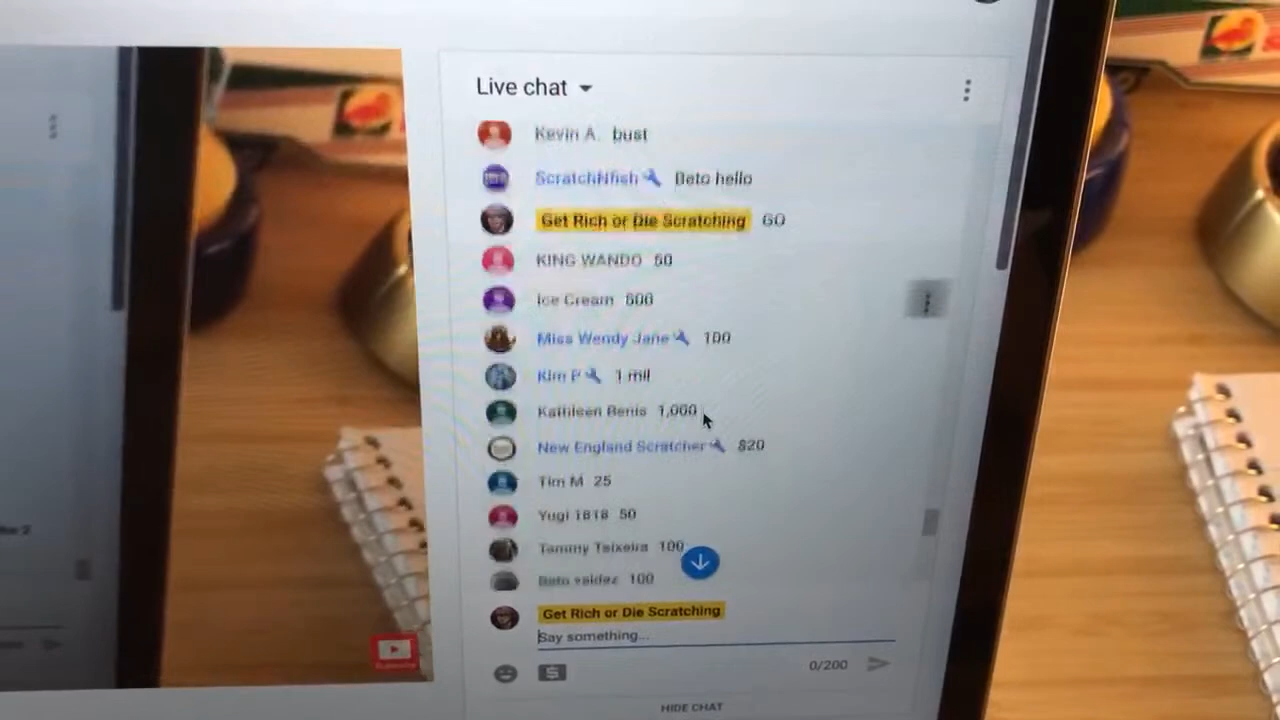 Live chat
Kevin A. bust
ScratchNfish Beto hello
Get Rich or Die Scratching GO
KING WANDO 50
Ice Cream 600
Miss Wendy Jane 100
Kim P 1 mil
Kathleen Benis 1,000
New England Scratcher $20
Tim M 25
Yugi 1818 50
Tammy Teixeira 100
Beto valdez 100
Get Rich or Die Scratching
Say something...
0/200
HIDE CHAT